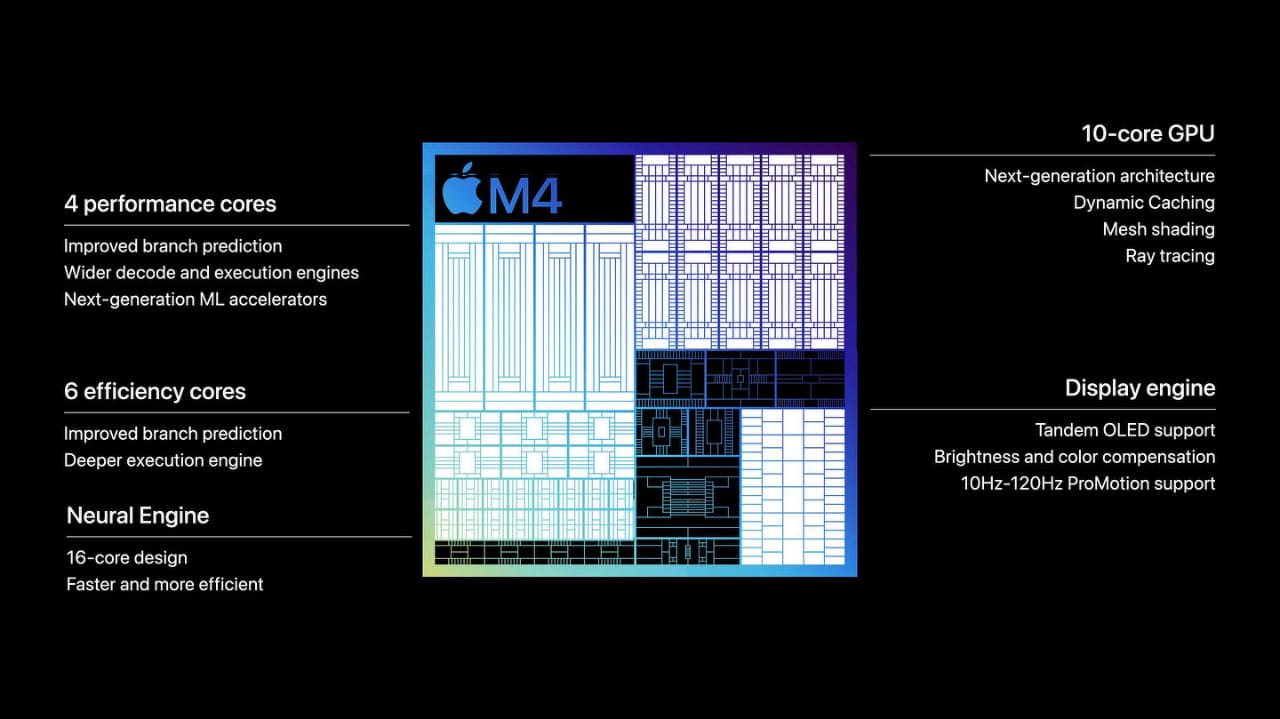 4 performance cores
Improved branch prediction
Wider decode and execution engines
Next-generation ML accelerators
6 efficiency cores
Improved branch prediction
Deeper execution engine
Neural Engine
16-core design
Faster and more efficient
M4
10-core GPU
Next-generation architecture
Dynamic Caching
Mesh shading
Ray tracing
Display engine
Tandem OLED support
Brightness and color compensation
10Hz-120Hz ProMotion support